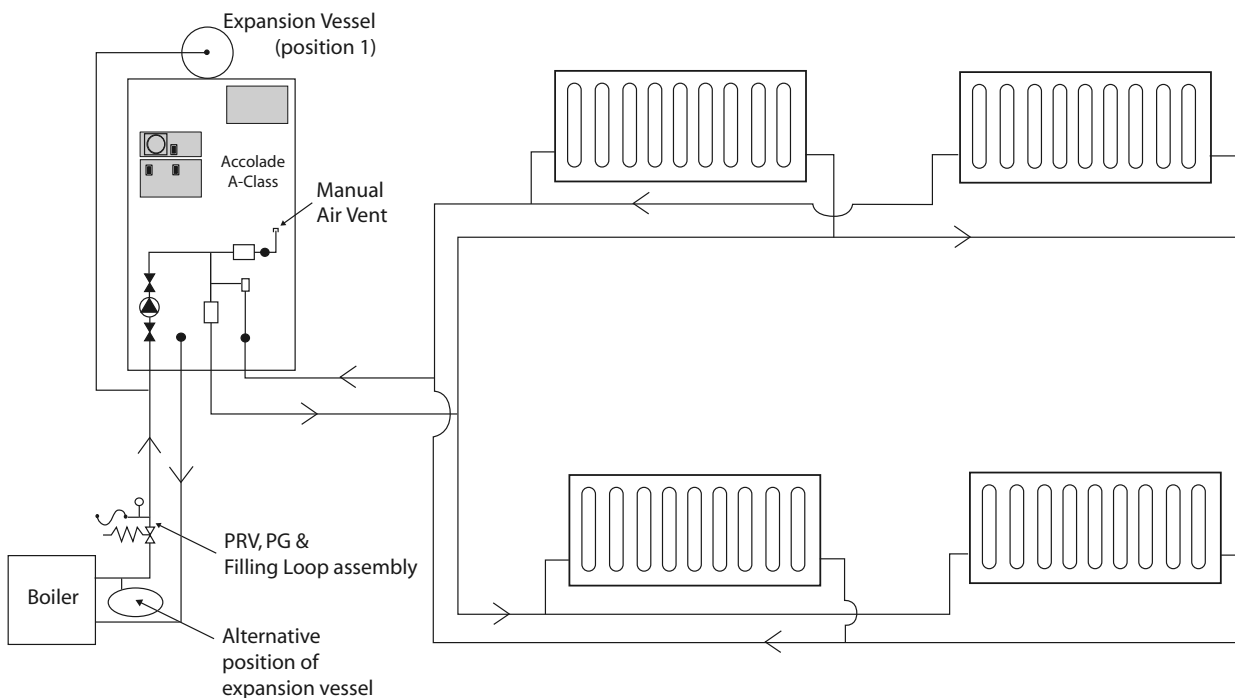 Expansion Vessel
(position 1)
Accolade
A-Class
Manual
Air Vent
PRV, PG &
Filling Loop assembly
Boiler
Alternative
position of
expansion vessel